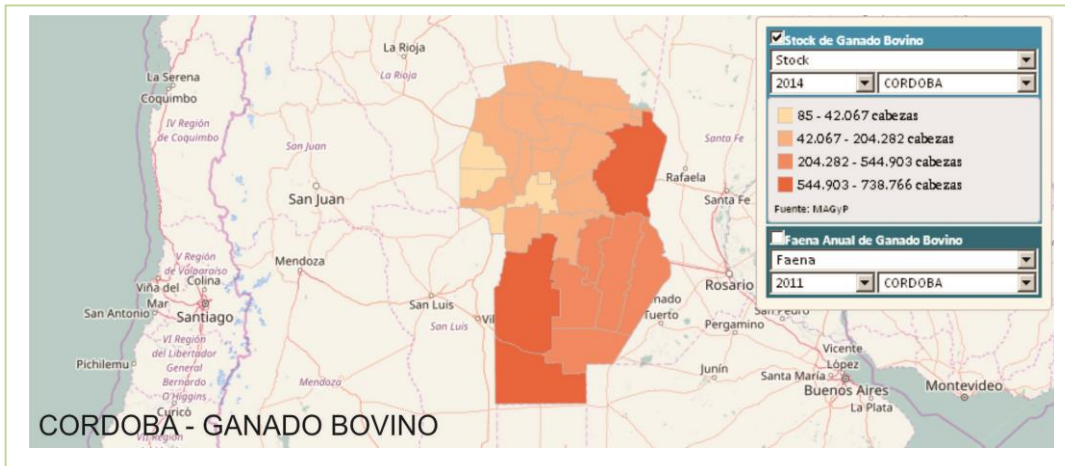 La Rioja
La Rioja
La Serena
Coquimbo
IV Región
de Coquimbo
San Juan
San Juan
Santa Fe
Rafaela
Santa Fe
V Región
de Valparaíso
Viña del
Mar
Colina
San Antonio
Santiago
Mendoza
San Luis
San Luis
Rosario
nado
Tuerto
Pergamino
San Pedro
VI Región
del Libertador
General
Bernardo
O'Higgins
Pichilemu
Mendoza
Curicó
VII Región
Junín
Vicente
López
Santa María
Buenos Aires
La Plata
Montevideo
Stock de Ganado Bovino
Stock
2014 CORDOBA
85 - 42.067 cabezas
42.067 - 204.282 cabezas
204.282 - 544.903 cabezas
544.903 - 738.766 cabezas
Fuente: MAGyP
Faena Anual de Ganado Bovino
Faena
2011 CORDOBA
CORDOBA - GANADO BOVINO